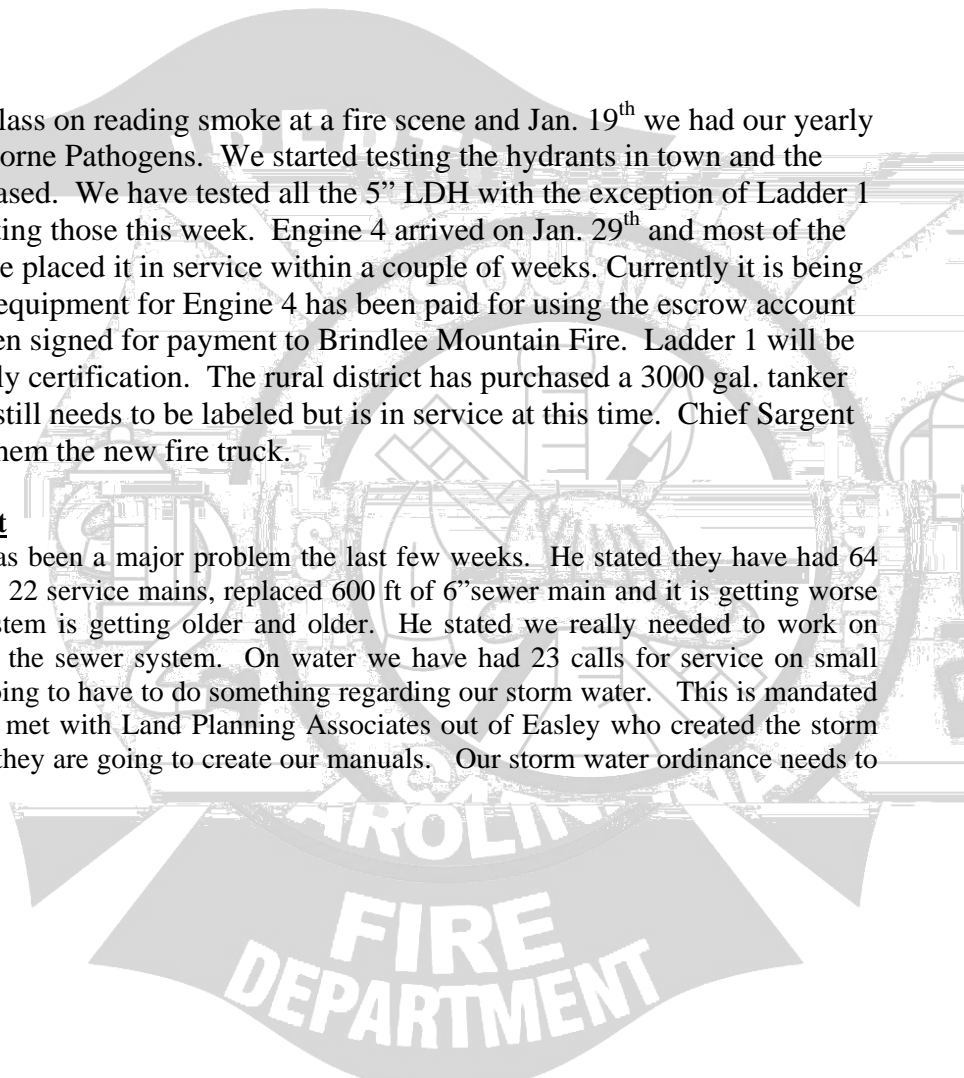 lass on reading smoke at a fire scene and Jan. 19th we had our yearly
orne Pathogens.  We started testing the hydrants in town and the
ased.  We have tested all the 5” LDH with the exception of Ladder 1
ting those this week.  Engine 4 arrived on Jan. 29th and most of the
e placed it in service within a couple of weeks. Currently it is being
equipment for Engine 4 has been paid for using the escrow account
en signed for payment to Brindlee Mountain Fire.  Ladder 1 will be
ly certification.  The rural district has purchased a 3000 gal. tanker
still needs to be labeled but is in service at this time.  Chief Sargent
hem the new fire truck.
t
as been a major problem the last few weeks.  He stated they have had 64
22 service mains, replaced 600 ft of 6”sewer main and it is getting worse
stem is getting older and older.  He stated we really needed to work on
the sewer system.  On water we have had 23 calls for service on small
oing to have to do something regarding our storm water.  This is mandated
met with Land Planning Associates out of Easley who created the storm
they are going to create our manuals.  Our storm water ordinance needs to
SOUTH
CAROLINA
FIRE
DEPARTMENT